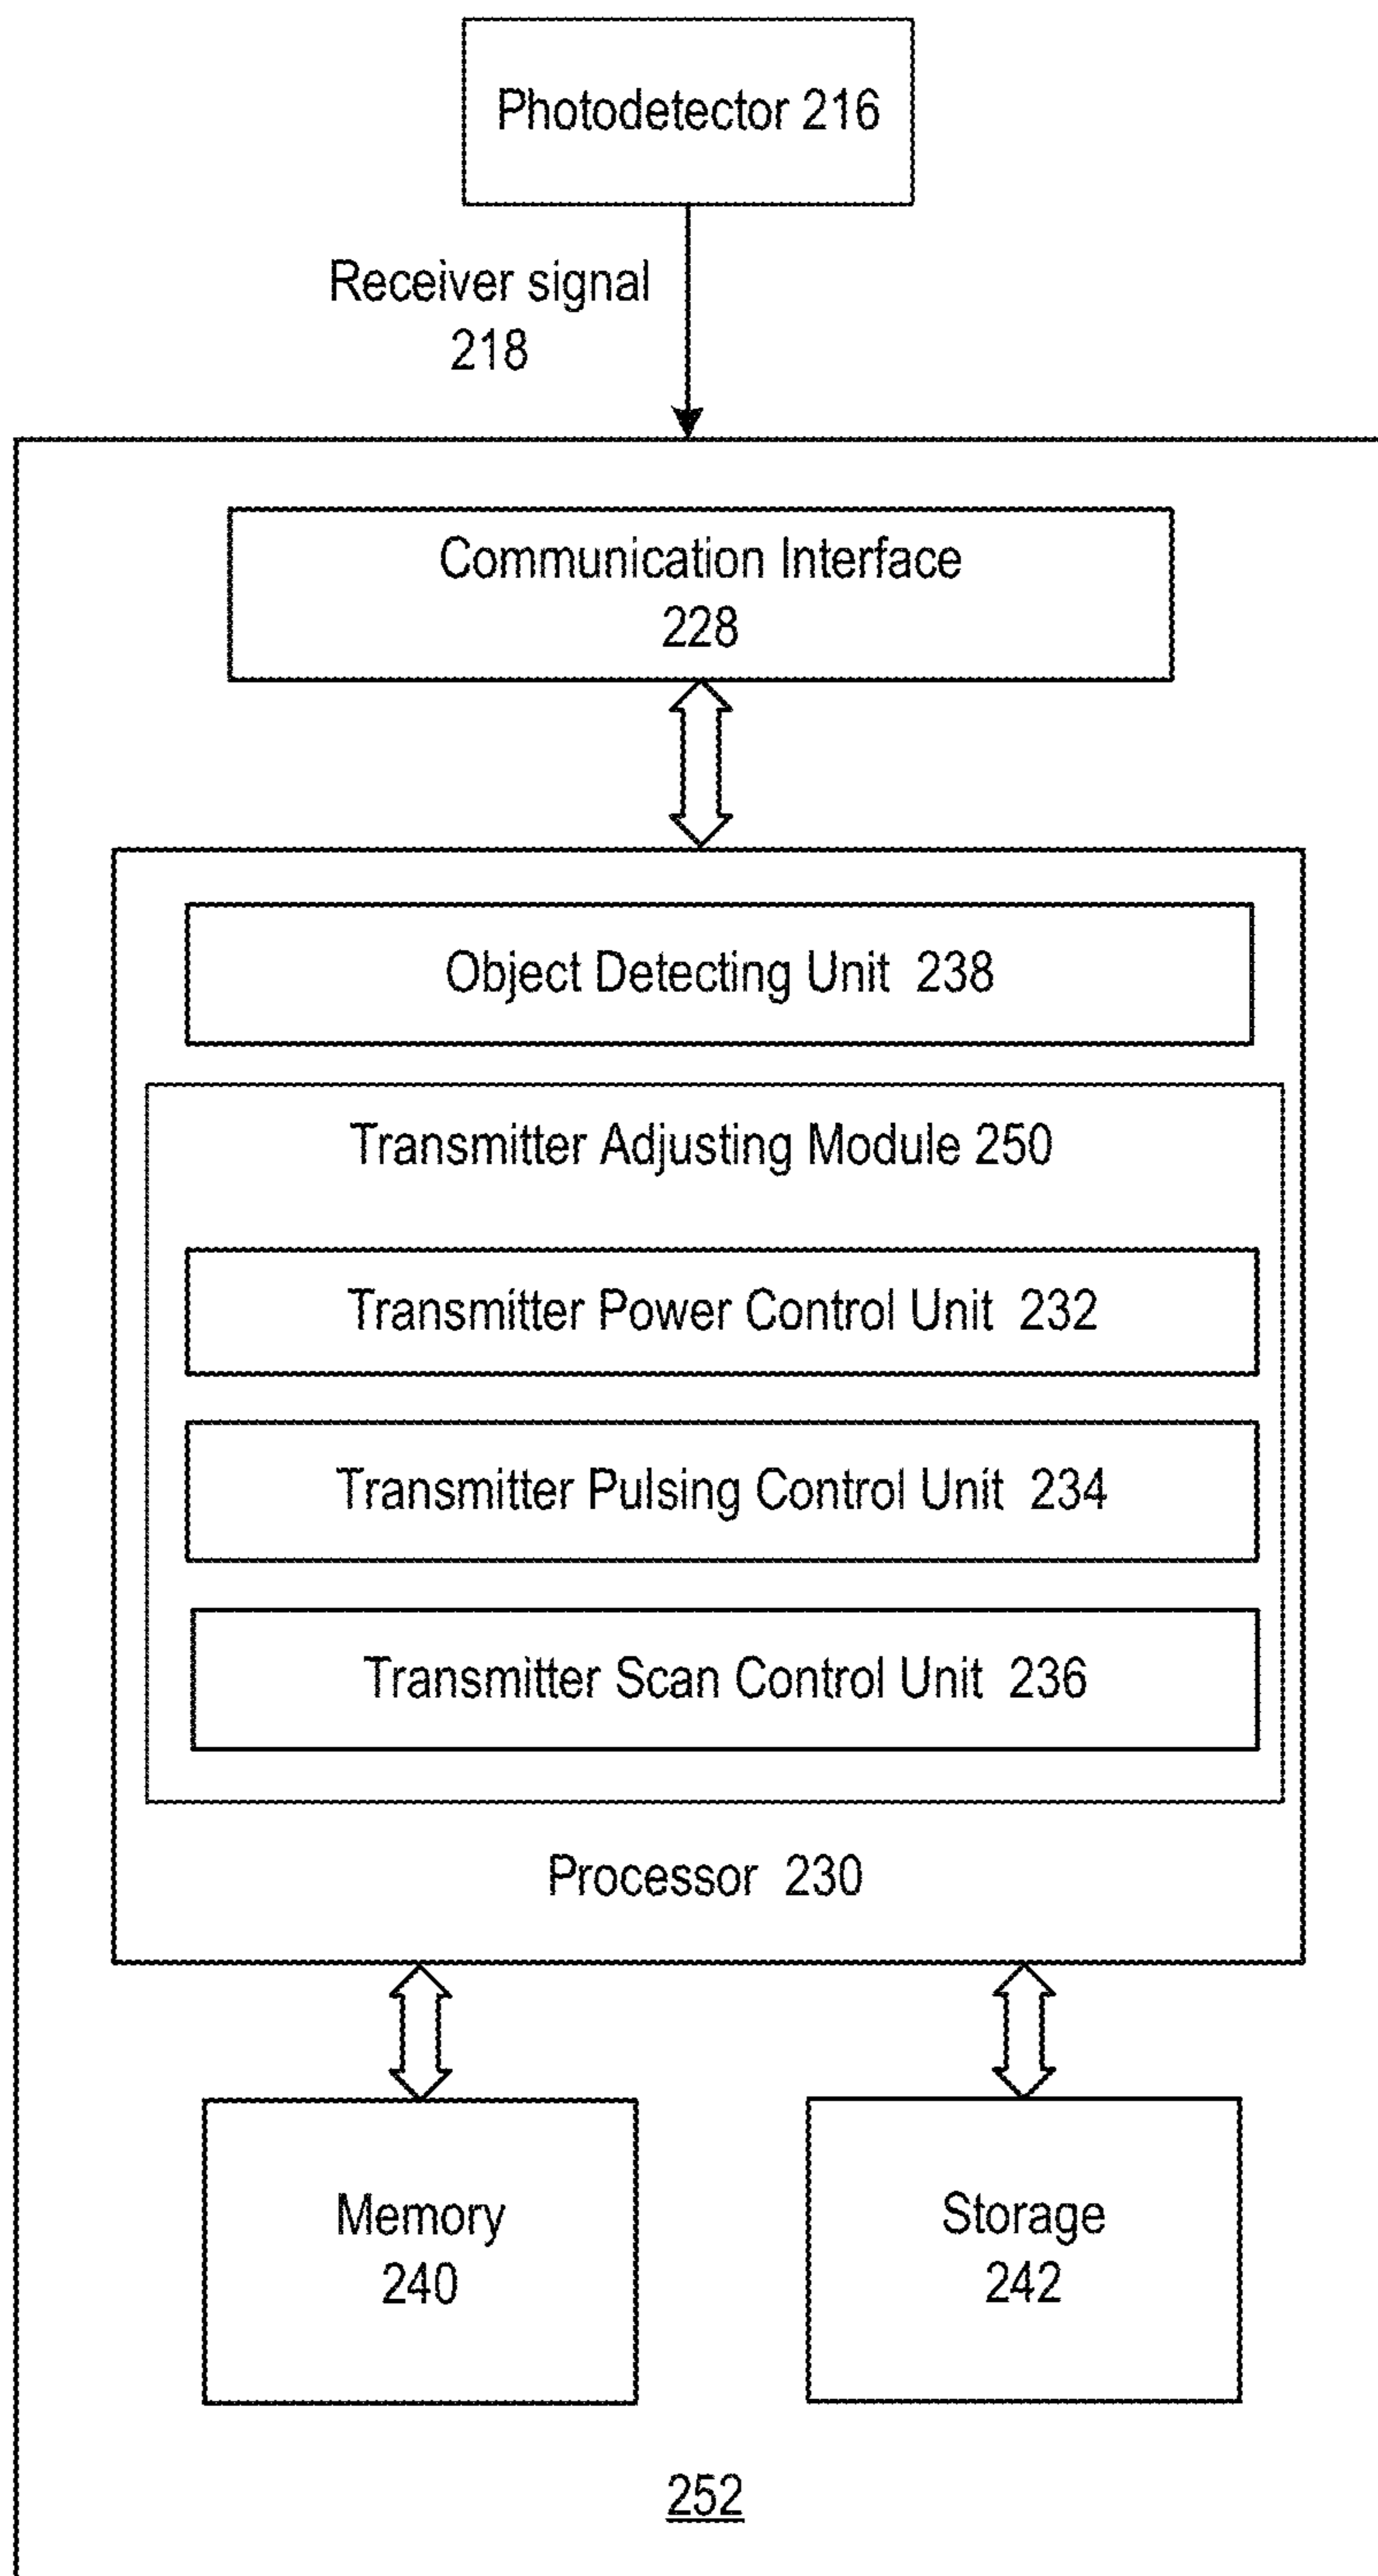 Photodetector 216
Receiver signal
218
Communication Interface
228
Object Detecting Unit 238
Transmitter Adjusting Module 250
Transmitter Power Control Unit 232
Transmitter Pulsing Control Unit 234
Transmitter Scan Control Unit 236
Processor 230
Memory
240
Storage
242
252